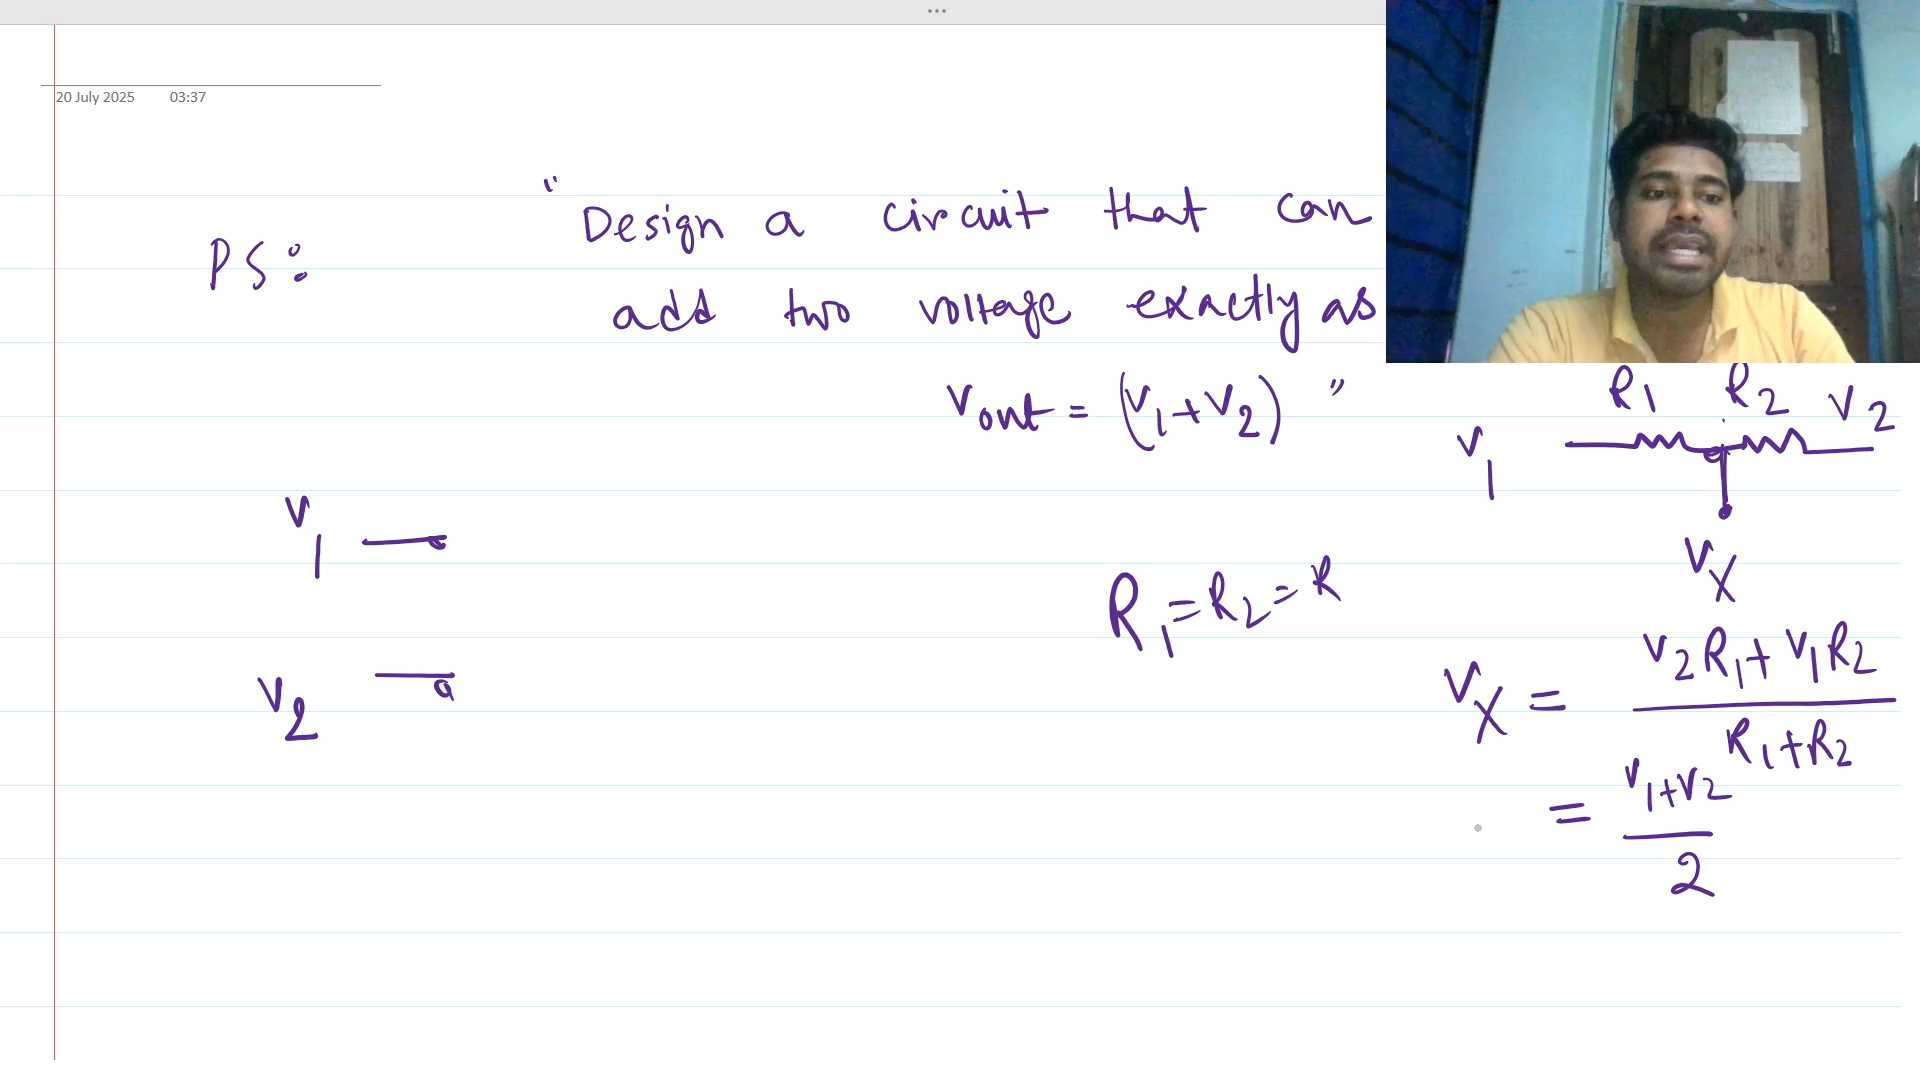 20 July 2025 03:37
PS:
"Design a circuit that can
add two voltage exactly as
Vout = (V1+V2)"
R1 R2 V2
V1
Vx
V1
V2
R1=R2=R
Vx = V2R1+V1R2
R1+R2
= V1+V2
2